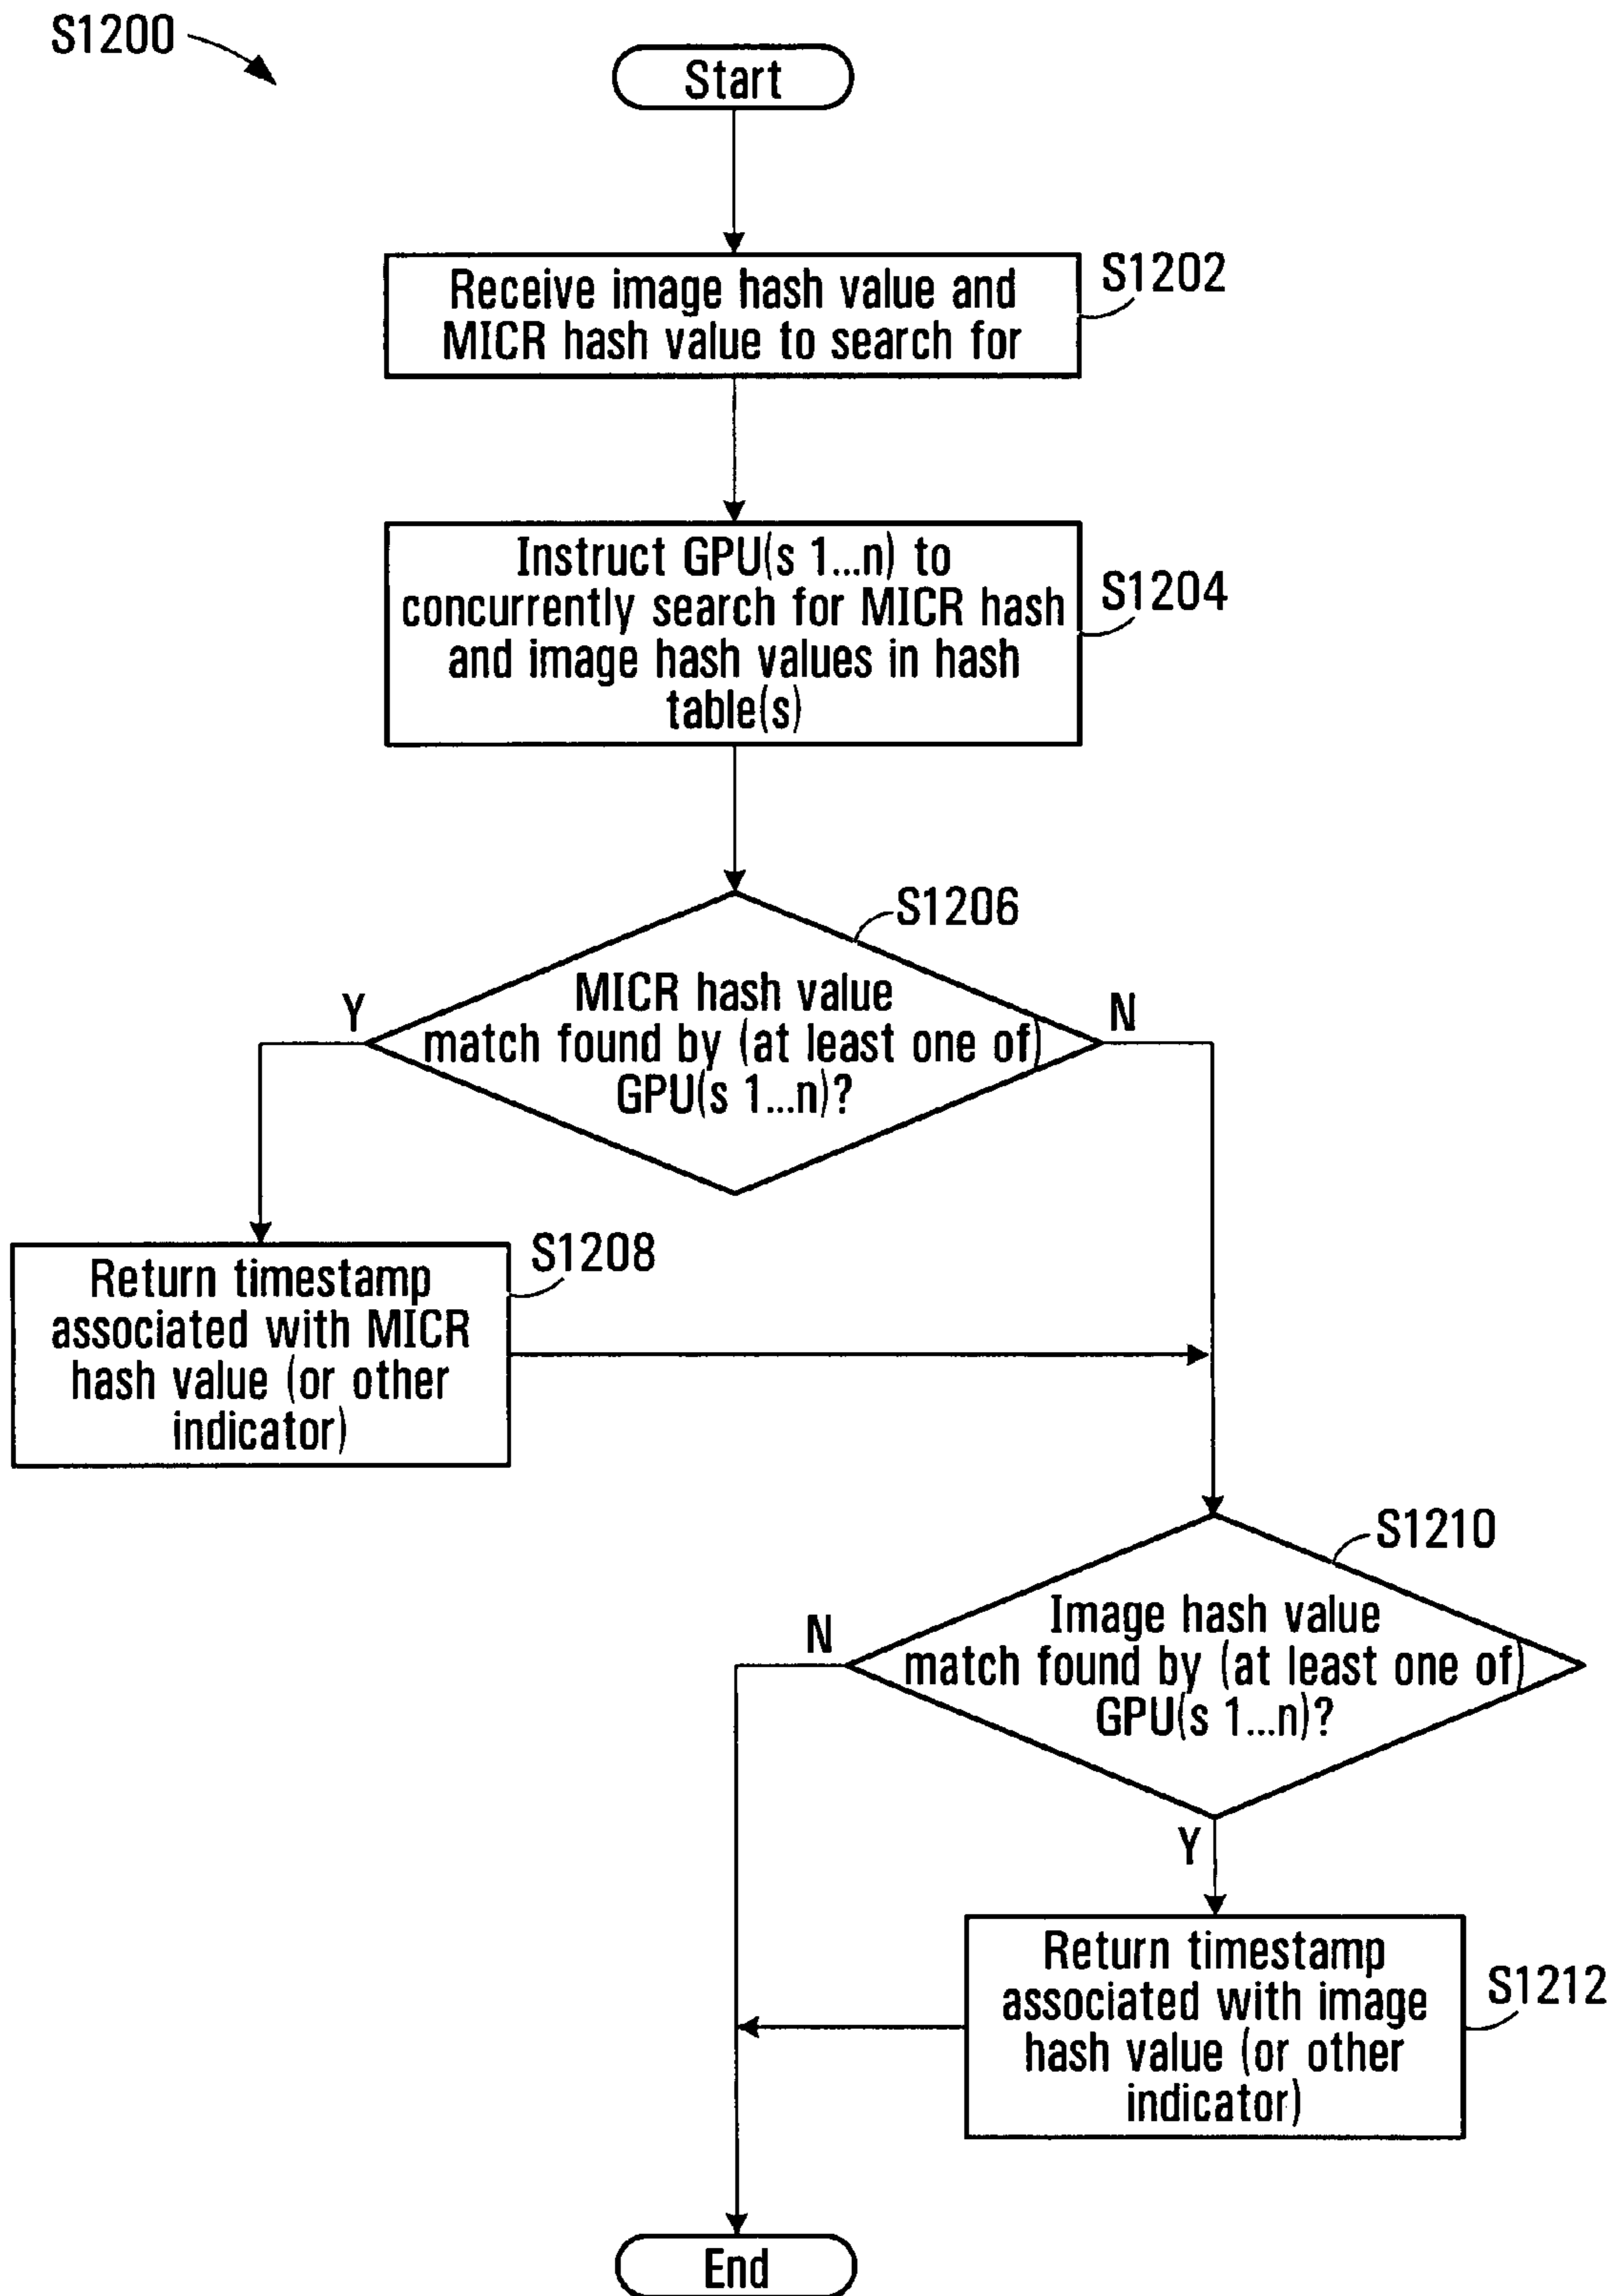 S1200
Start
Receive image hash value and
MICR hash value to search for
S1202
Instruct GPU(s 1...n) to
concurrently search for MICR hash
and image hash values in hash
table(s)
S1204
S1206
MICR hash value
match found by (at least one of)
GPU(s 1...n)?
Y
N
Return timestamp
associated with MICR
hash value (or other
indicator)
S1208
S1210
Image hash value
match found by (at least one of)
GPU(s 1...n)?
N
Y
Return timestamp
associated with image
hash value (or other
indicator)
S1212
End